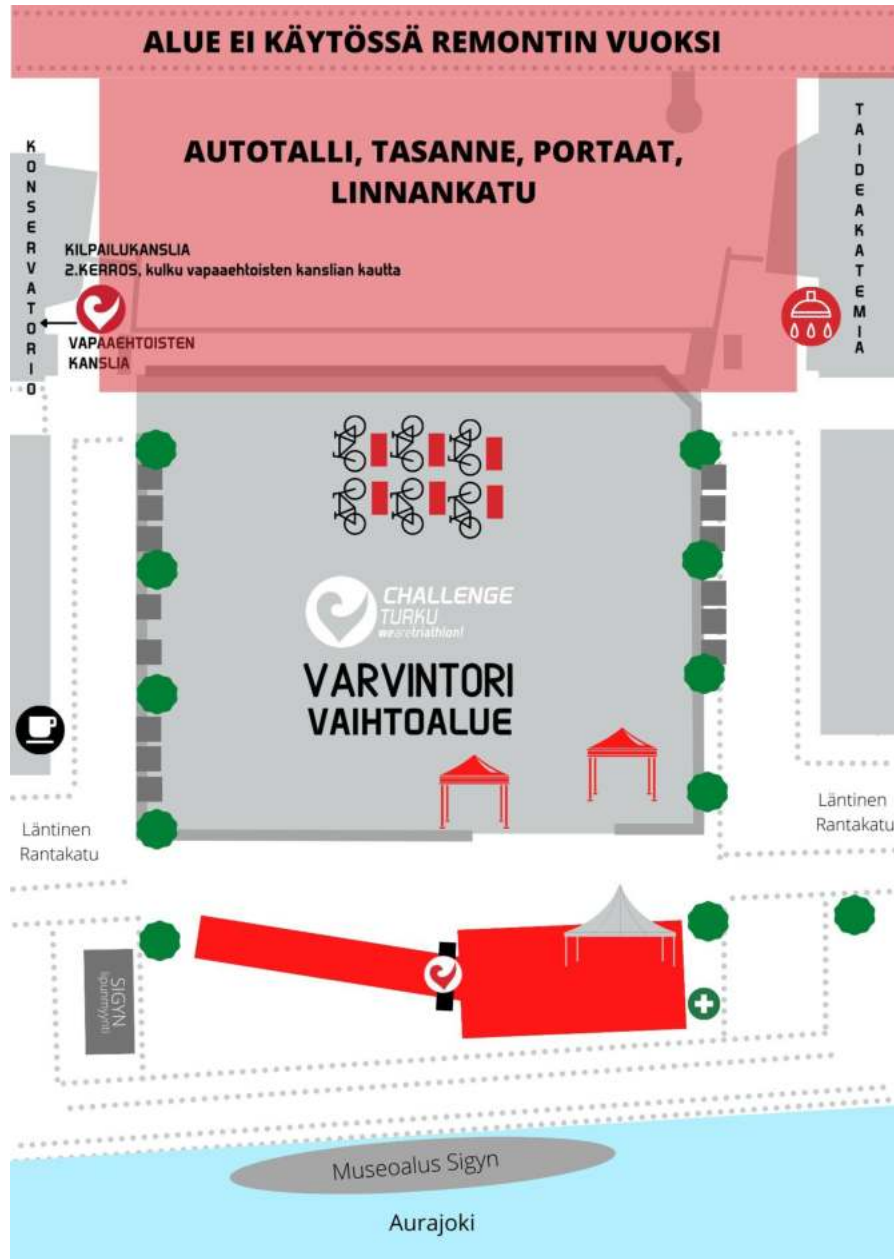 ALUE EI KÄYTÖSSÄ REMONTIN VUOKSI
AUTOTALLI, TASANNE, PORTAAT,
LINNANKATU
KONSERVATORIO
TAIDEAKATEMIA
KILPAILUKANSLIA
2.KERROS, kulku vapaaehtoisten kanslian kautta
VAPAAEHTOISTEN
KANSLIA
CHALLENGE
TURKU
wearetriathlon!
VARVINTORI
VAIHTOALUE
Läntinen
Rantakatu
Läntinen
Rantakatu
SIGYN
lipunmyynti
Museoalus Sigyn
Aurajoki